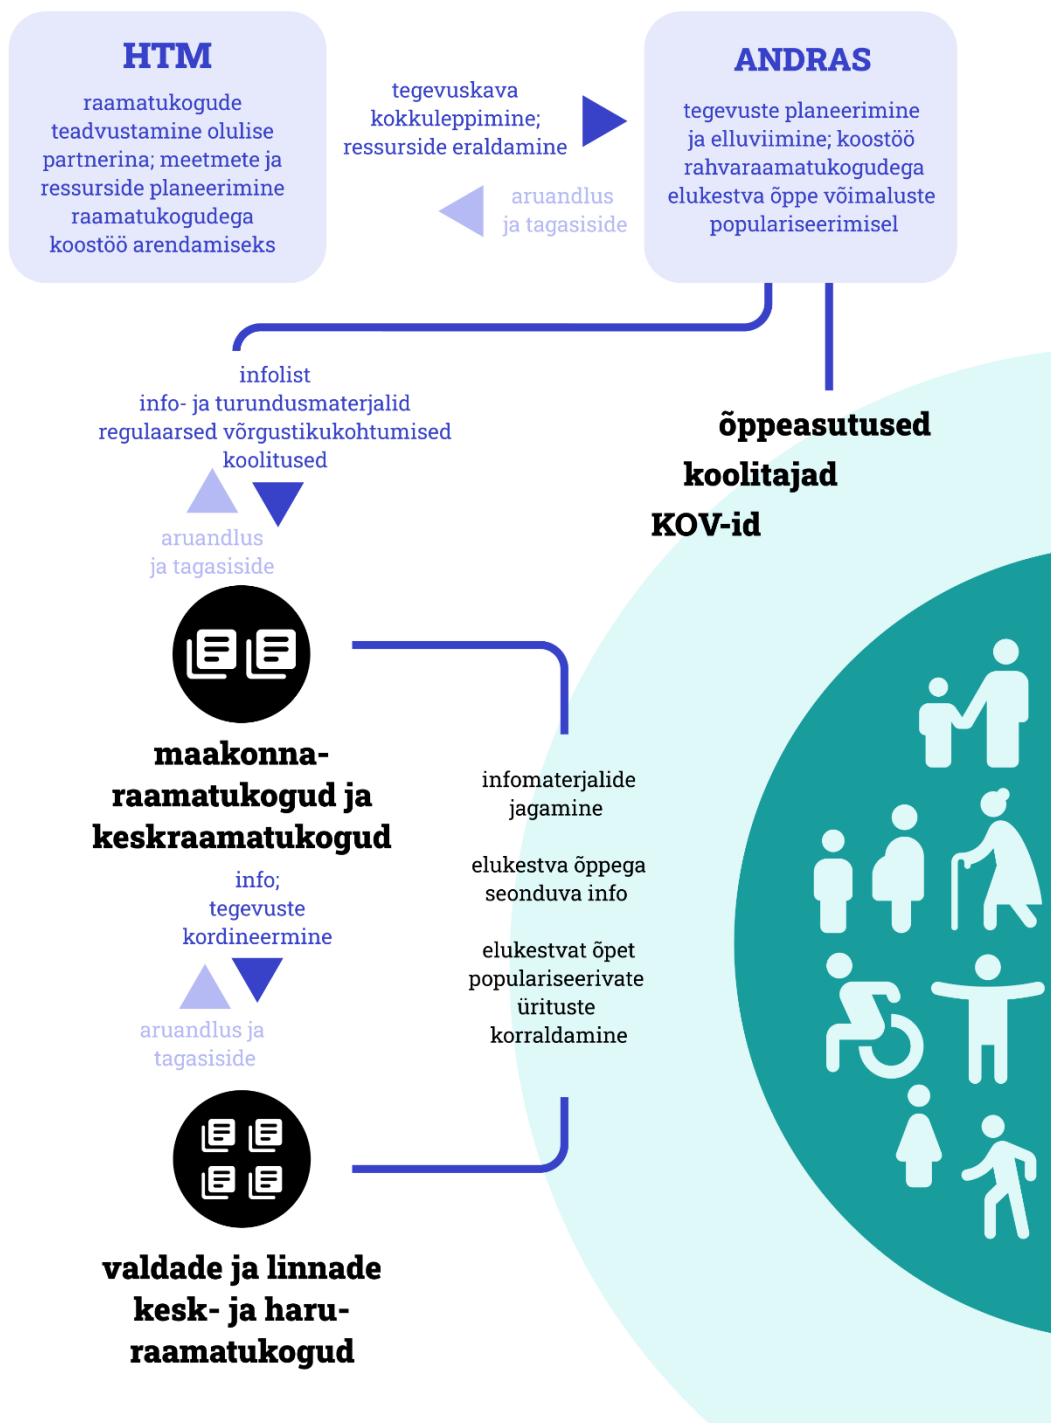 HTM
raamatukogude
teadvustamine olulise
partnerina; meetmete ja
ressurside planeerimine
raamatukogudega
koostöö arendamiseks
tegevuskava
kokkuleppimine;
ressurside eraldamine
aruandlus
ja tagasiside
ANDRAS
tegevuste planeerimine
ja elluviimine; koostöö
rahvaraamatukogudega
elukestva õppe võimaluste
populariseerimisel
infolist
info- ja turundusmaterjalid
regulaarsed võrgustikukohtumised
koolitused
aruandlus
ja tagasiside
õppeasutused
koolitajad
KOV-id
maakonna-
raamatukogud ja
keskraamatukogud
info;
tegevuste
kordineermine
aruandlus ja
tagasiside
infomaterjalide
jagamine
elukestva õppega
seonduva info
elukestvat õpet
populariseerivate
ürituste
korraldamine
valdade ja linnade
kesk- ja haru-
raamatukogud